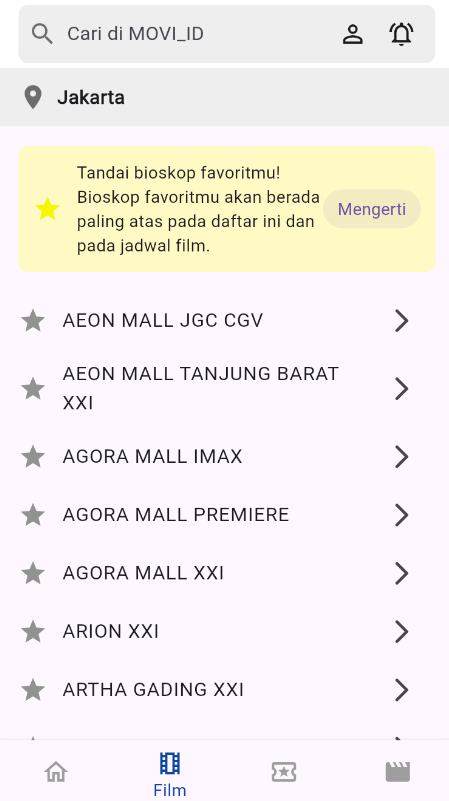 Cari di MOVI_ID
Jakarta
Tandai bioskop favoritmu!
Bioskop favoritmu akan berada
paling atas pada daftar ini dan
pada jadwal film.
Mengerti
AEON MALL JGC CGV
AEON MALL TANJUNG BARAT
XXI
AGORA MALL IMAX
AGORA MALL PREMIERE
AGORA MALL XXI
ARION XXI
ARTHA GADING XXI
Film